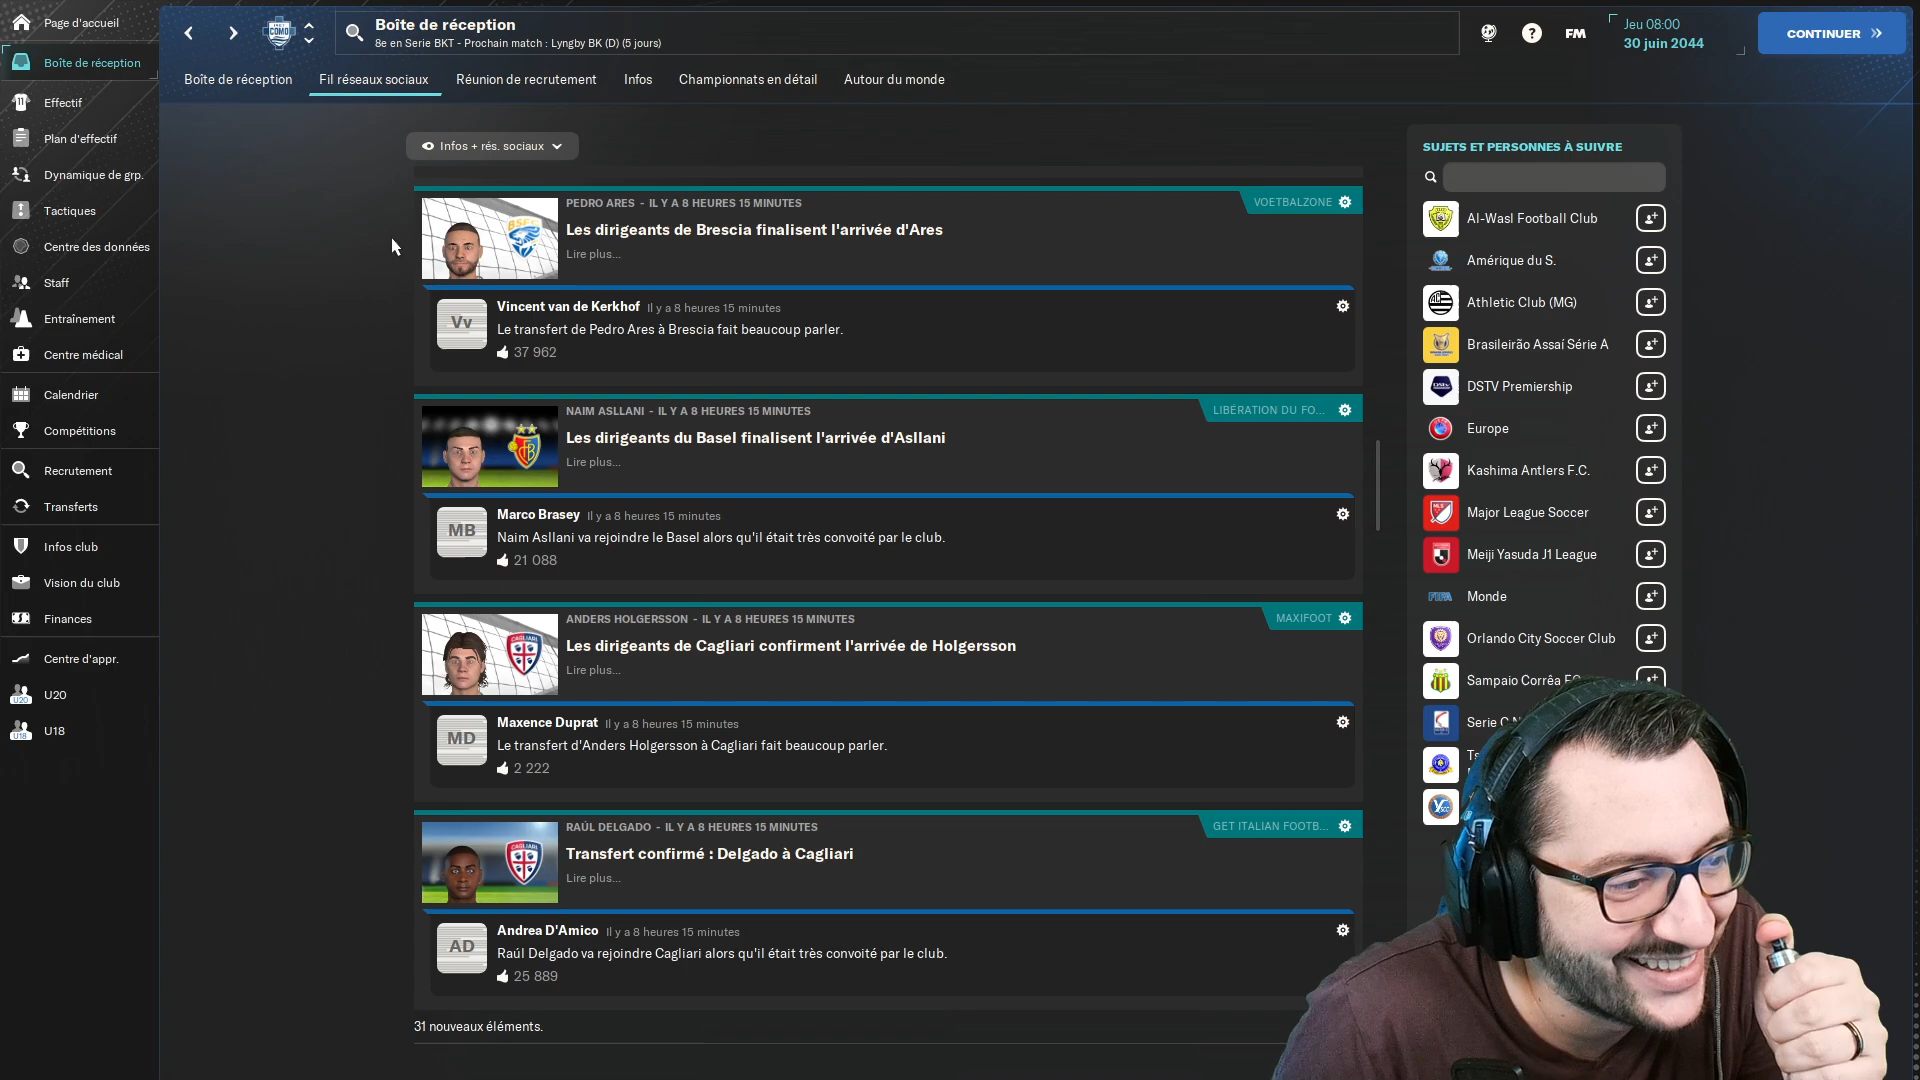 Page d'accueil
Boîte de réception
Effectif
Plan d'effectif
Dynamique de grp.
Tactiques
Centre des données
Staff
Entraînement
Centre médical
Calendrier
Compétitions
Recrutement
Transferts
Infos club
Vision du club
Finances
Centre d'appr.
U20
U18
COMO
Boîte de réception
8e en Serie BKT - Prochain match : Lyngby BK (D) (5 jours)
FM
Jeu 08:00
30 juin 2044
CONTINUER
Boîte de réception
Fil réseaux sociaux
Réunion de recrutement
Infos
Championnats en détail
Autour du monde
Infos + rés. sociaux
PEDRO ARES - IL Y A 8 HEURES 15 MINUTES
VOETBALZONE
Les dirigeants de Brescia finalisent l'arrivée d'Ares
Lire plus...
Vv
Vincent van de Kerkhof Il y a 8 heures 15 minutes
Le transfert de Pedro Ares à Brescia fait beaucoup parler.
37 962
NAIM ASLLANI - IL Y A 8 HEURES 15 MINUTES
LIBÉRATION DU FO...
Les dirigeants du Basel finalisent l'arrivée d'Asllani
Lire plus...
MB
Marco Brasey Il y a 8 heures 15 minutes
Naim Asllani va rejoindre le Basel alors qu'il était très convoité par le club.
21 088
ANDERS HOLGERSSON - IL Y A 8 HEURES 15 MINUTES
MAXIFOOT
Les dirigeants de Cagliari confirment l'arrivée de Holgersson
Lire plus...
MD
Maxence Duprat Il y a 8 heures 15 minutes
Le transfert d'Anders Holgersson à Cagliari fait beaucoup parler.
2 222
RAÚL DELGADO - IL Y A 8 HEURES 15 MINUTES
GET ITALIAN FOOTB...
Transfert confirmé : Delgado à Cagliari
Lire plus...
AD
Andrea D'Amico Il y a 8 heures 15 minutes
Raúl Delgado va rejoindre Cagliari alors qu'il était très convoité par le club.
25 889
31 nouveaux éléments.
SUJETS ET PERSONNES À SUIVRE
Al-Wasl Football Club
Amérique du S.
Athletic Club (MG)
Brasileirão Assaí Série A
DSTV Premiership
Europe
Kashima Antlers F.C.
Major League Soccer
Meiji Yasuda J1 League
Monde
Orlando City Soccer Club
Sampaio Corrêa FC
Serie C